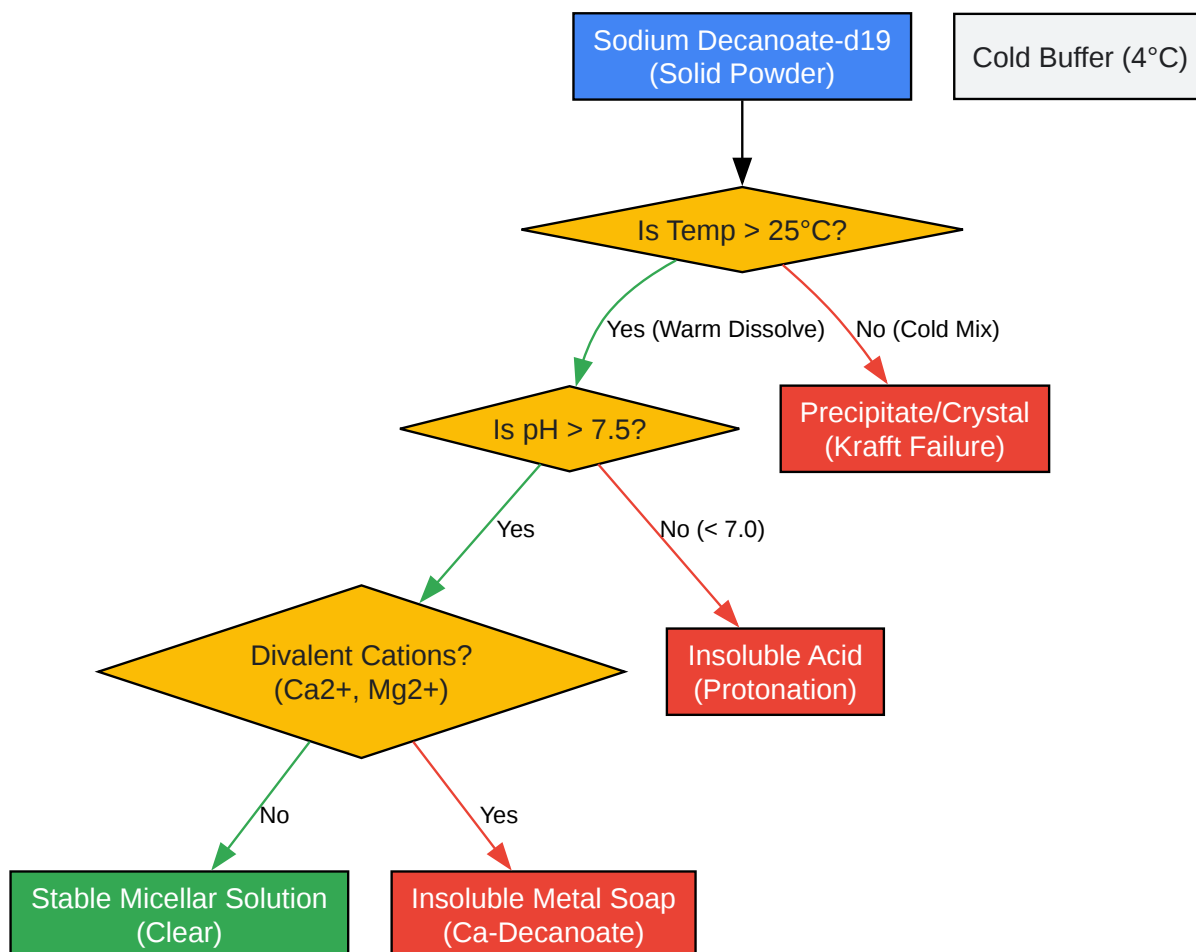 Sodium Decanoate-d19
(Solid Powder)
Cold Buffer (4°C)
Is Temp > 25°C?
Yes (Warm Dissolve)
No (Cold Mix)
Is pH > 7.5?
Precipitate/Crystal
(Krafft Failure)
Yes
No (< 7.0)
Divalent Cations?
(Ca2+, Mg2+)
Insoluble Acid
(Protonation)
No
Yes
Stable Micellar Solution
(Clear)
Insoluble Metal Soap
(Ca-Decanoate)